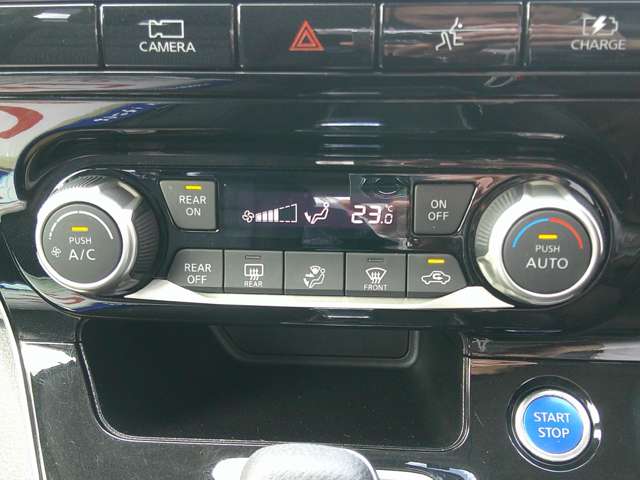 CAMERA
CHARGE
REAR
ON
23.0
°C
ON
OFF
PUSH
A/C
PUSH
AUTO
REAR
OFF
REAR
FRONT
START
STOP